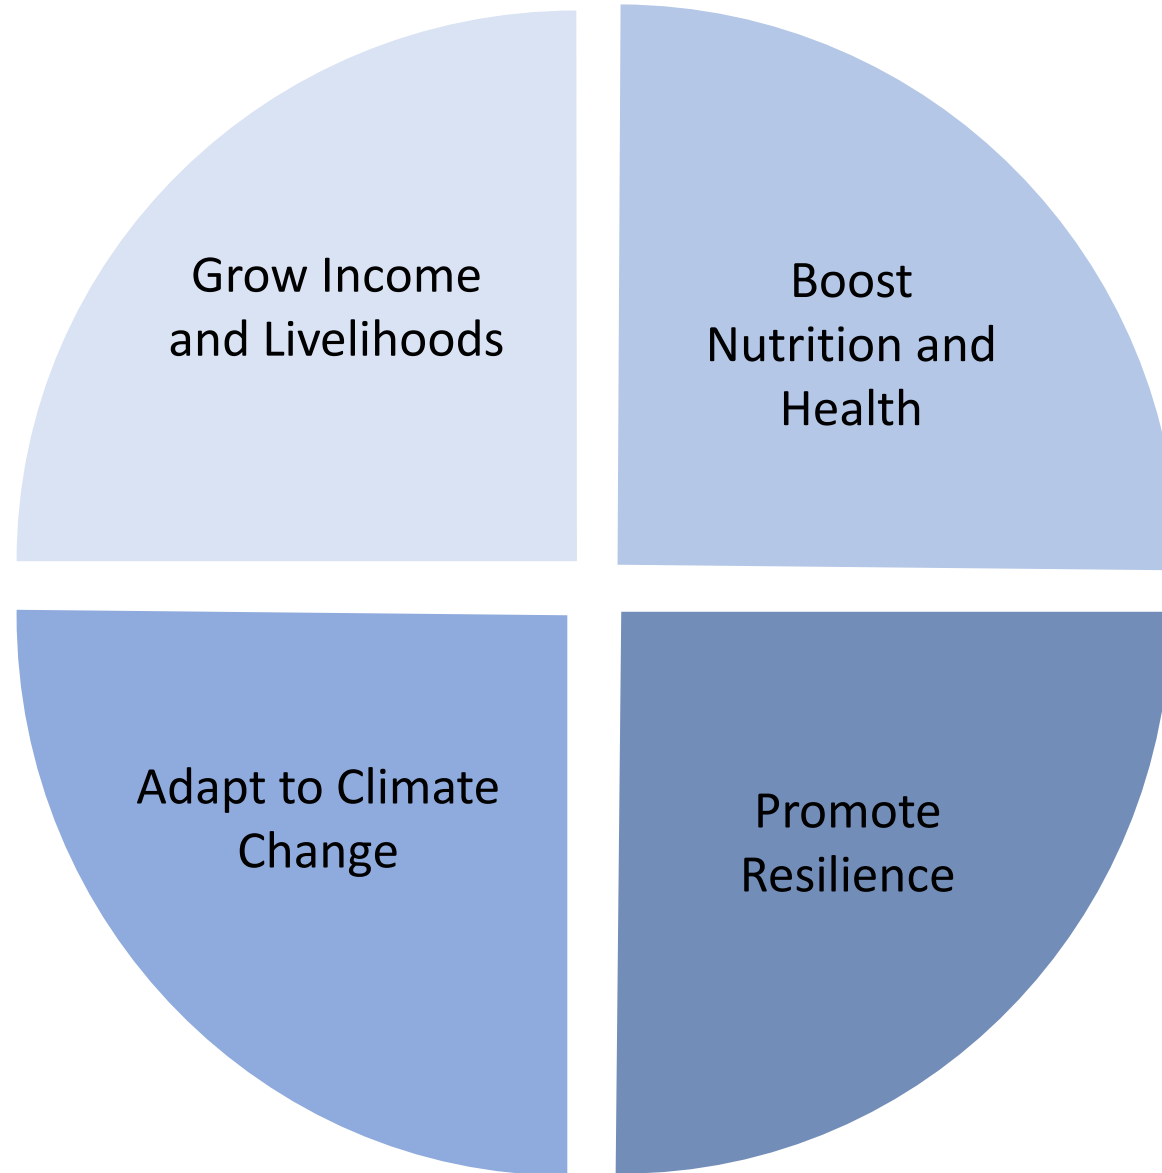 Grow Income
and Livelihoods
Boost
Nutrition and
Health
Adapt to Climate
Change
Promote
Resilience